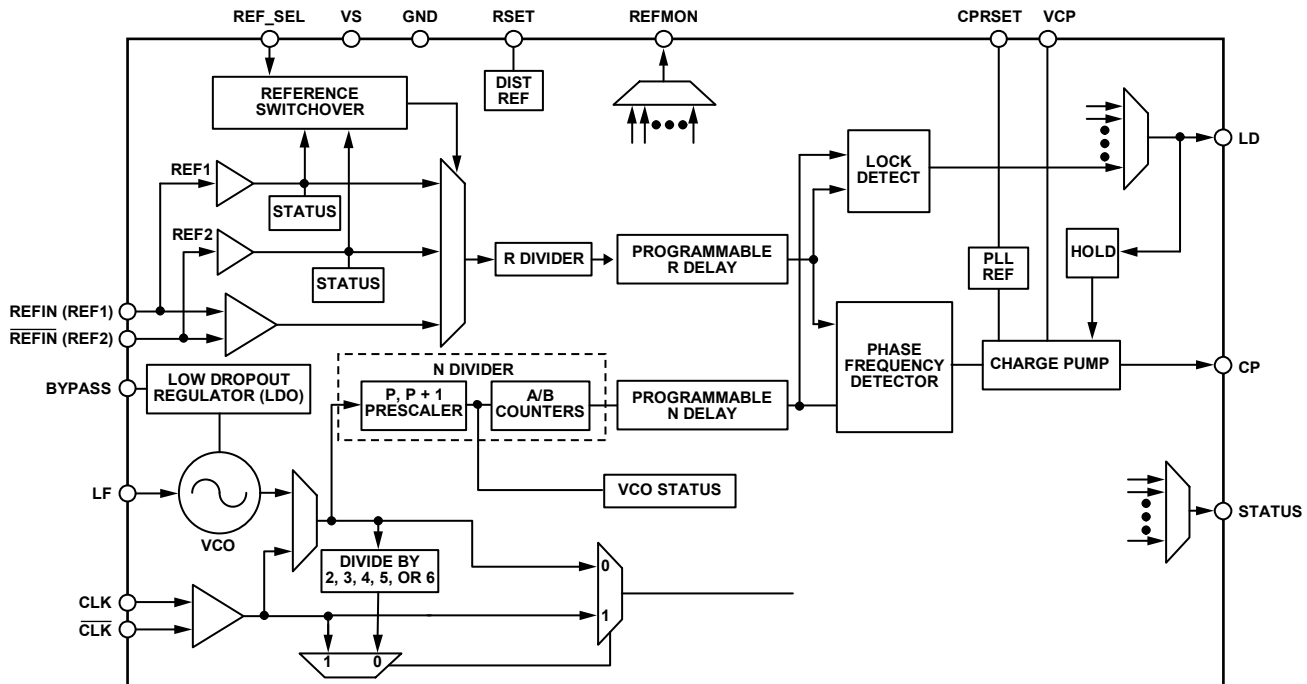 REF_SEL
VS
GND
RSET
REFMON
CPRSET
VCP
REFERENCE
SWITCHOVER
DIST
REF
LD
LOCK
DETECT
REF1
STATUS
REF2
STATUS
R DIVIDER
PROGRAMMABLE
R DELAY
PLL
REF
HOLD
REFIN (REF1)
REFIN (REF2)
BYPASS
LOW DROPOUT
REGULATOR (LDO)
N DIVIDER
P, P + 1
PRESCALER
A/B
COUNTERS
PROGRAMMABLE
N DELAY
PHASE
FREQUENCY
DETECTOR
CHARGE PUMP
CP
LF
VCO
VCO STATUS
STATUS
DIVIDE BY
2, 3, 4, 5, OR 6
0
1
CLK
CLK
1 0